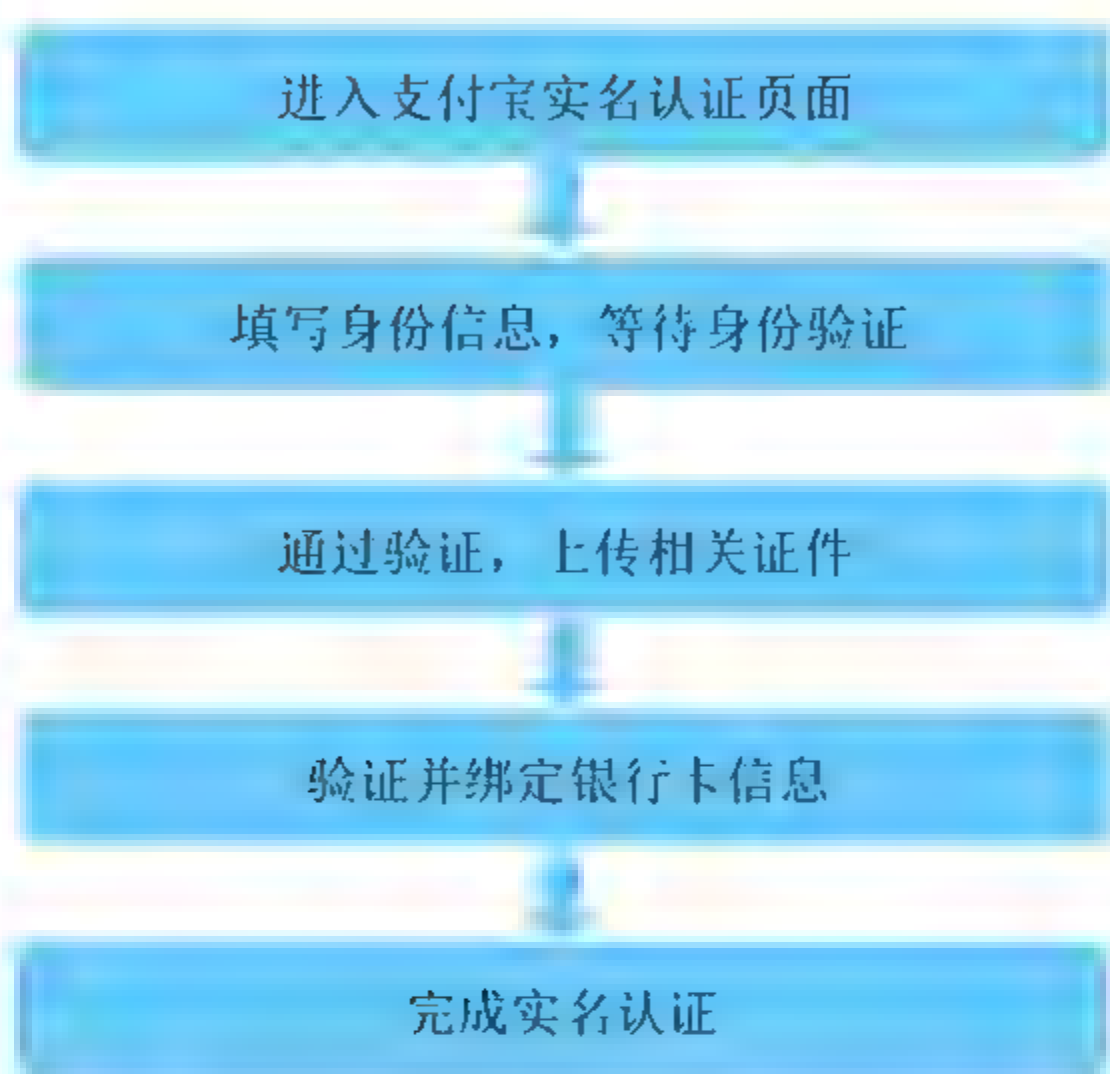 进入支付宝实名认证页面
填写身份信息，等待身份验证
通过验证，上传相关证件
验证并绑定银行卡信息
完成实名认证